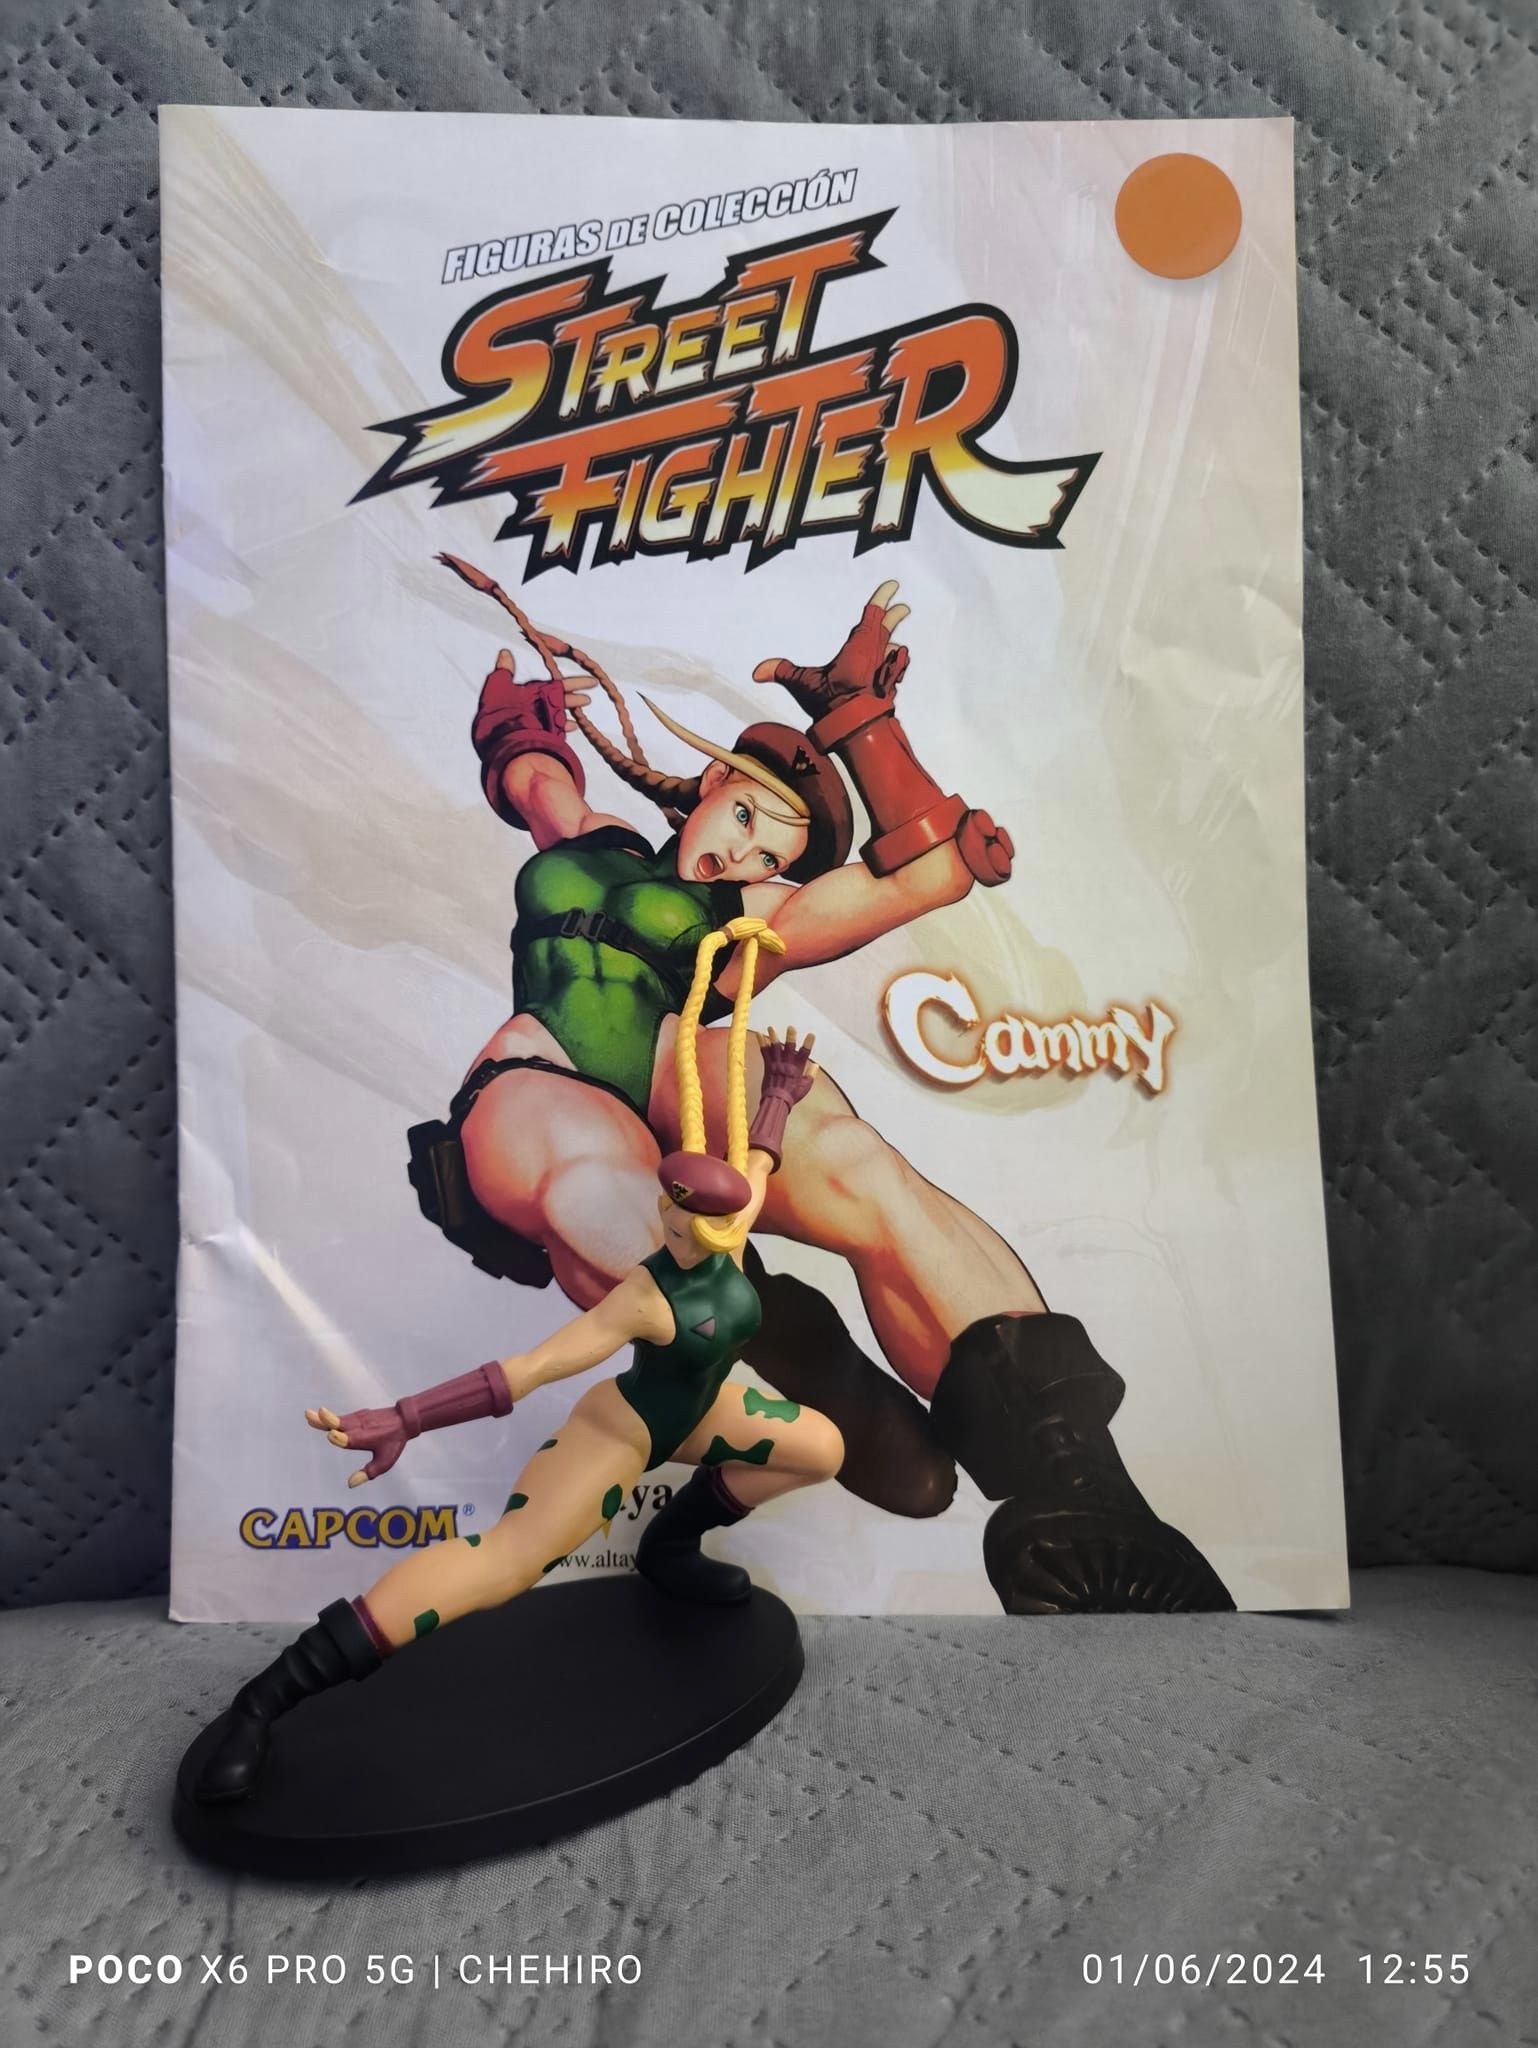 FIGURAS DE COLECCIÓN
STREET
FIGHTER
Cammy
CAPCOM®
POCO X6 PRO 5G | CHEHIRO
01/06/2024 12:55